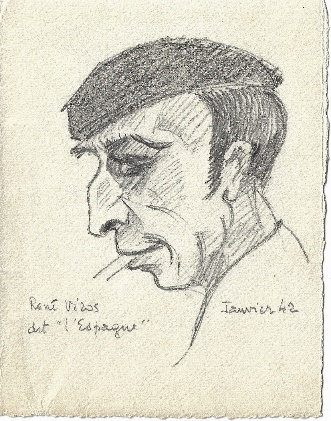 René Vizos
dit "l'Espagne"
Janvier 42